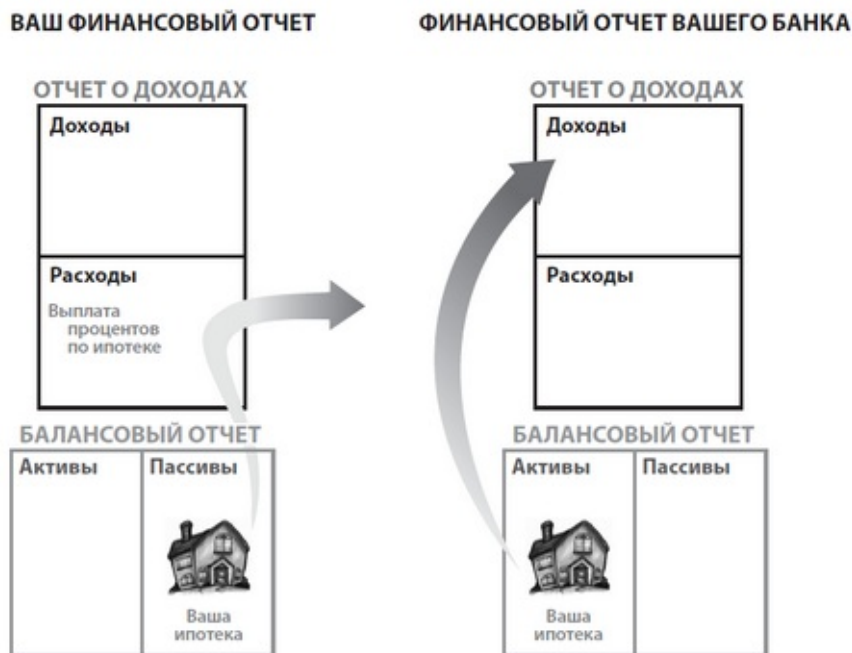 ВАШ ФИНАНСОВЫЙ ОТЧЕТ
ОТЧЕТ О ДОХОДАХ
Доходы
Расходы
Выплата
процентов
по ипотеке
БАЛАНСОВЫЙ ОТЧЕТ
Активы
Пассивы
Ваша
ипотека
ФИНАНСОВЫЙ ОТЧЕТ ВАШЕГО БАНКА
ОТЧЕТ О ДОХОДАХ
Доходы
Расходы
БАЛАНСОВЫЙ ОТЧЕТ
Активы
Пассивы
Ваша
ипотека